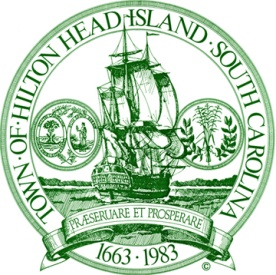 TOWN · OF · HILTON HEAD ISLAND · SOUTH CAROLINA
PRÆSERUARE ET PROSPERARE
1663 · 1983
©